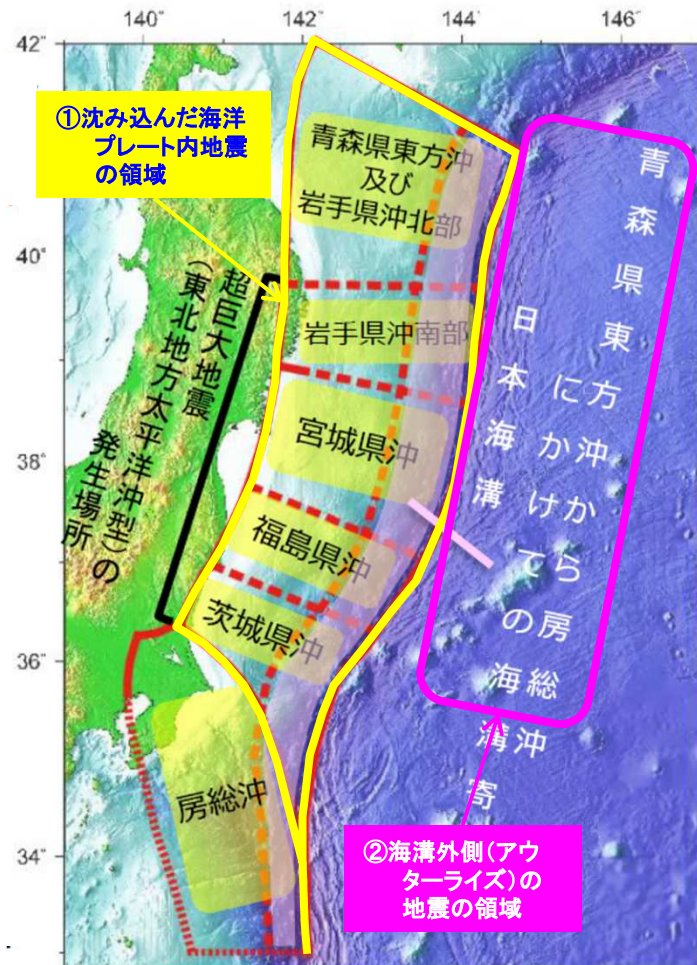 140°
142°
144°
146°
42°
40°
38°
36°
34°
①沈み込んだ海洋
プレート内地震
の領域
青森県東方沖
及び
岩手県沖北部
岩手県沖南部
宮城県沖
福島県沖
茨城県沖
房総沖
超巨大地震
（東北地方太平洋沖型）の
発生場所
日本海溝
青森県東方沖から房総沖
にかけての海溝寄
②海溝外側（アウ
ターライズ）の
地震の領域